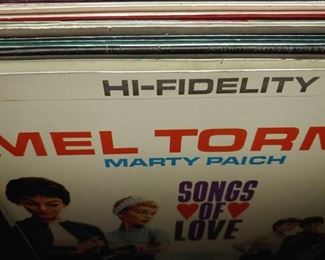 HI-FIDELITY
MEL TORM
MARTY PAICH
SONGS
OF
LOVE